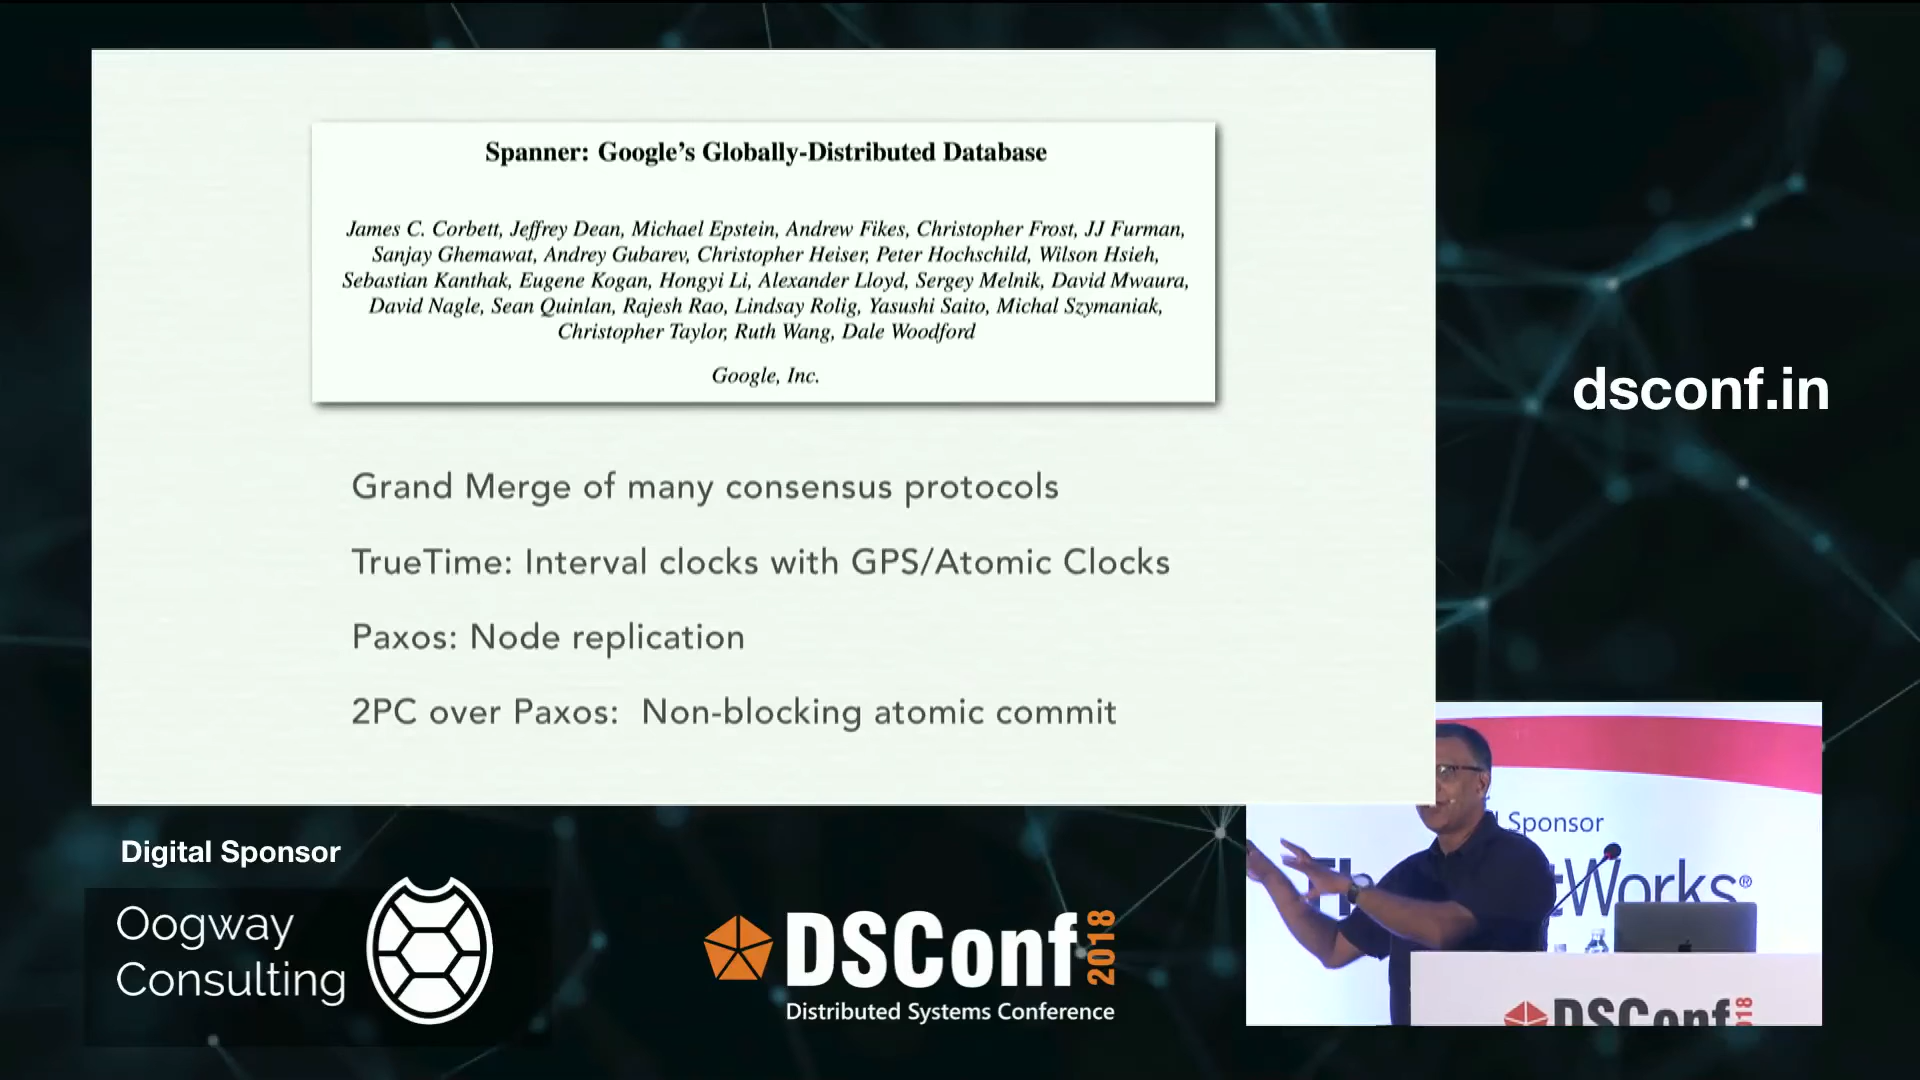 Spanner: Google's Globally-Distributed Database
James C. Corbett, Jeffrey Dean, Michael Epstein, Andrew Fikes, Christopher Frost, JJ Furman,
Sanjay Ghemawat, Andrey Gubarev, Christopher Heiser, Peter Hochschild, Wilson Hsieh,
Sebastian Kanthak, Eugene Kogan, Hongyi Li, Alexander Lloyd, Sergey Melnik, David Mwaura,
David Nagle, Sean Quinlan, Rajesh Rao, Lindsay Rolig, Yasushi Saito, Michal Szymaniak,
Christopher Taylor, Ruth Wang, Dale Woodford
Google, Inc.
Grand Merge of many consensus protocols
TrueTime: Interval clocks with GPS/Atomic Clocks
Paxos: Node replication
2PC over Paxos: Non-blocking atomic commit
dsconf.in
Digital Sponsor
Oogway
Consulting
DSConf 2018
Distributed Systems Conference
Sponsor
tWorks®
DSConf 18